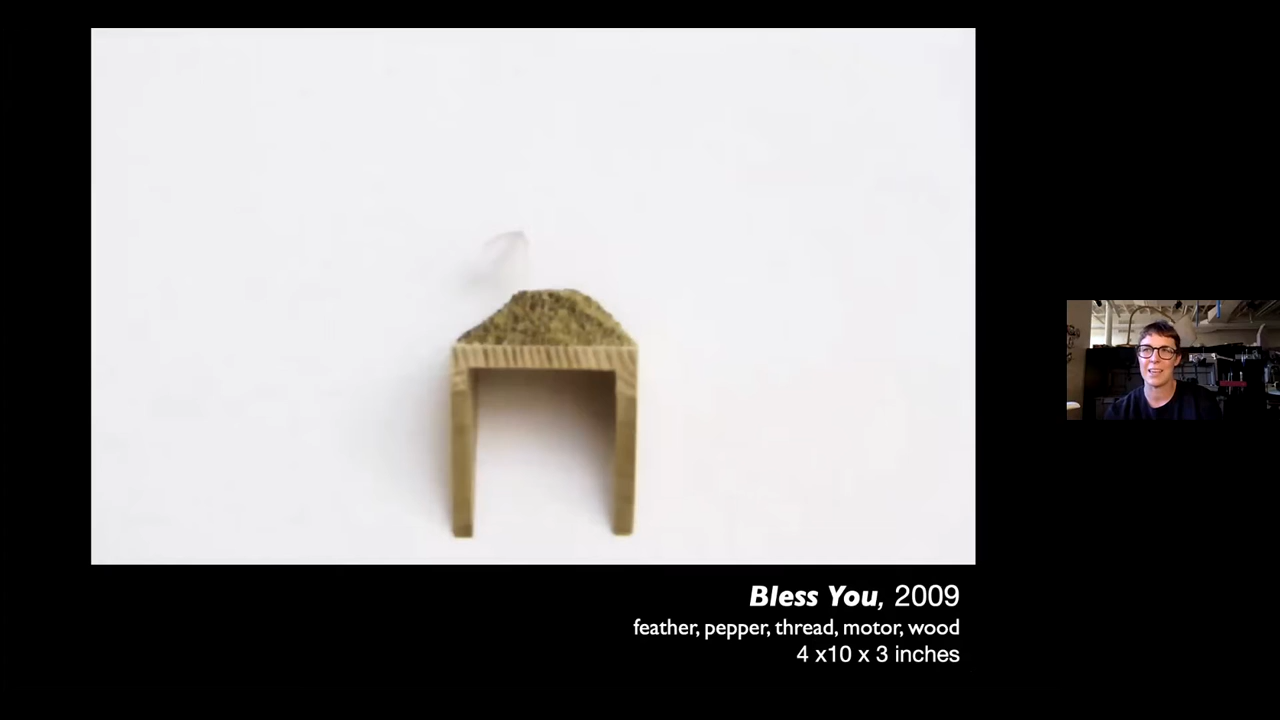 Bless You, 2009
feather, pepper, thread, motor, wood
4 x10 x 3 inches